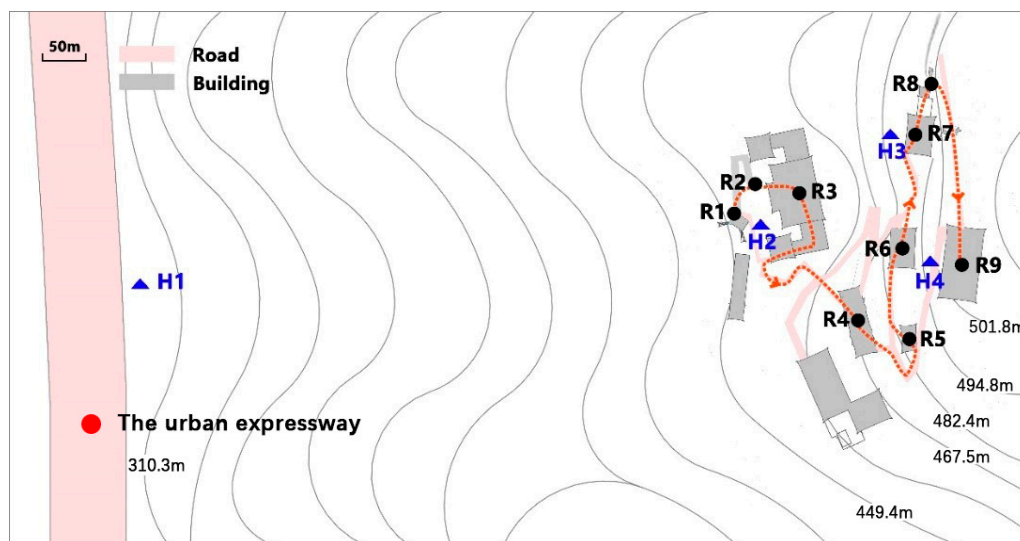 50m
Road
Building
R8
R7
H3
R2
R3
R1
H2
R6
H4
R9
H1
R4
R5
501.8m
494.8m
The urban expressway
482.4m
310.3m
467.5m
449.4m